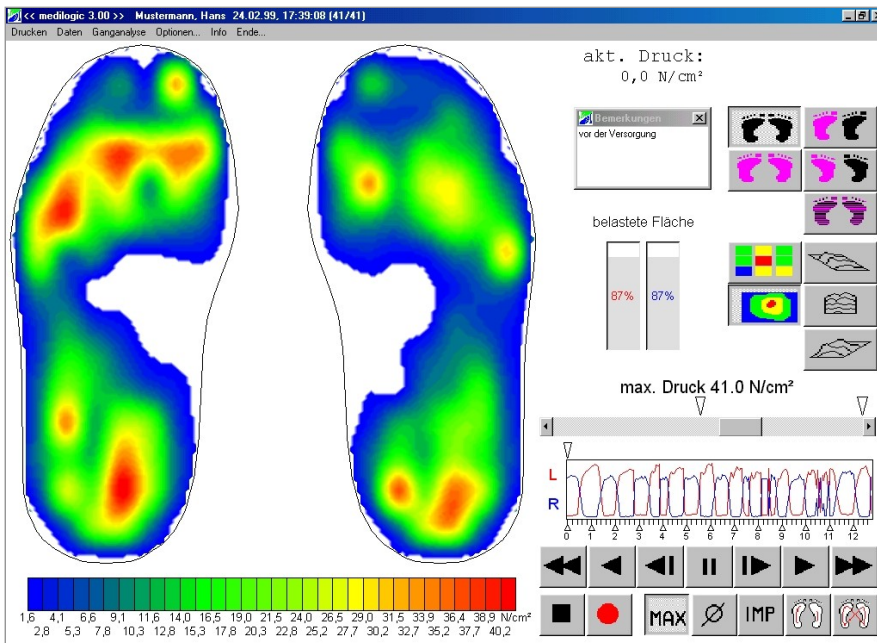 << medilogic 3.00 >> Mustermann, Hans 24.02.99, 17:39:08 (41/41)
Drucken Daten Ganganalyse Optionen... Info Ende...
akt. Druck:
0,0 N/cm²
Bemerkungen
vor der Versorgung
belastete Fläche
87% 87%
max. Druck 41.0 N/cm²
L
R
0 1 2 3 4 5 6 7 8 9 10 11 12
1,6 4,1 6,6 9,1 11,6 14,0 16,5 19,0 21,5 24,0 26,5 29,0 31,5 33,9 36,4 38,9 N/cm²
2,8 5,3 7,8 10,3 12,8 15,3 17,8 20,3 22,8 25,2 27,7 30,2 32,7 35,2 37,7 40,2
MAX Ø IMP